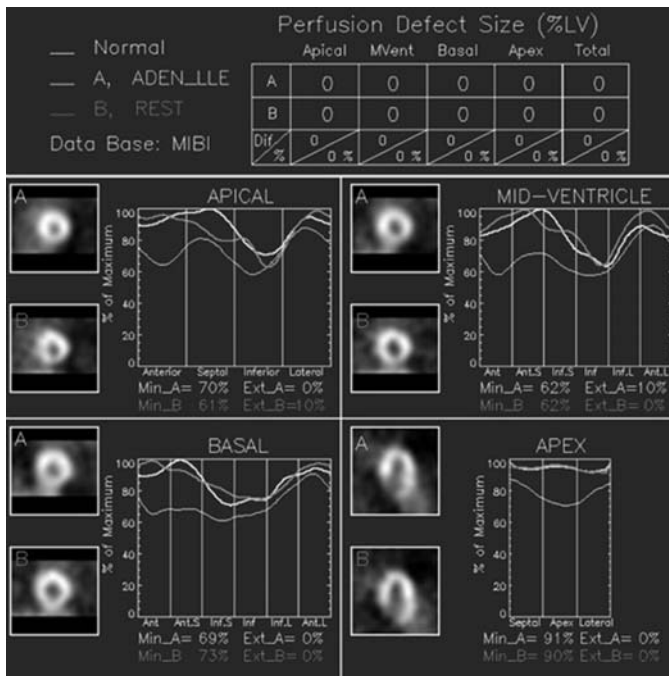 Perfusion Defect Size (%LV)
Normal
A, ADEN_LLE
B, REST
Data Base: MIBI
Apical MVent Basal Apex Total
A 0 0 0 0 0
B 0 0 0 0 0
Dif. % 0 0 % 0 0 % 0 0 % 0 0 % 0 0 %
A
B
APICAL
% of Maximum
100
80
60
40
20
0
Anterior Septal Inferior Lateral
Min_A= 70% Ext_A= 0%
Min_B 61% Ext_B=10%
A
B
MID-VENTRICLE
% of Maximum
100
80
60
40
20
0
Ant Ant.S Inf.S Inf Inf.L Ant.L
Min_A= 62% Ext_A=10%
Min_B 62% Ext_B= 0%
A
B
BASAL
% of Maximum
100
80
60
40
20
0
Ant Ant.S Inf.S Inf Inf.L Ant.L
Min_A= 69% Ext_A= 0%
Min_B 73% Ext_B= 0%
A
B
APEX
% of Maximum
100
80
60
40
20
0
Septal Apex Lateral
Min_A= 91% Ext_A= 0%
Min_B= 90% Ext_B= 0%